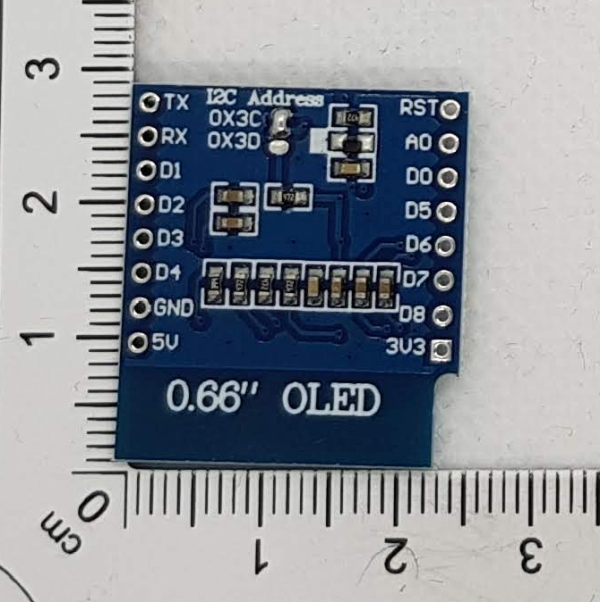 3
2
1
0
cm
1
2
3
I2C Address
0X3C
0X3D
TX
RX
D1
D2
D3
D4
GND
5V
RST
A0
D0
D5
D6
D7
D8
3V3
0.66" OLED